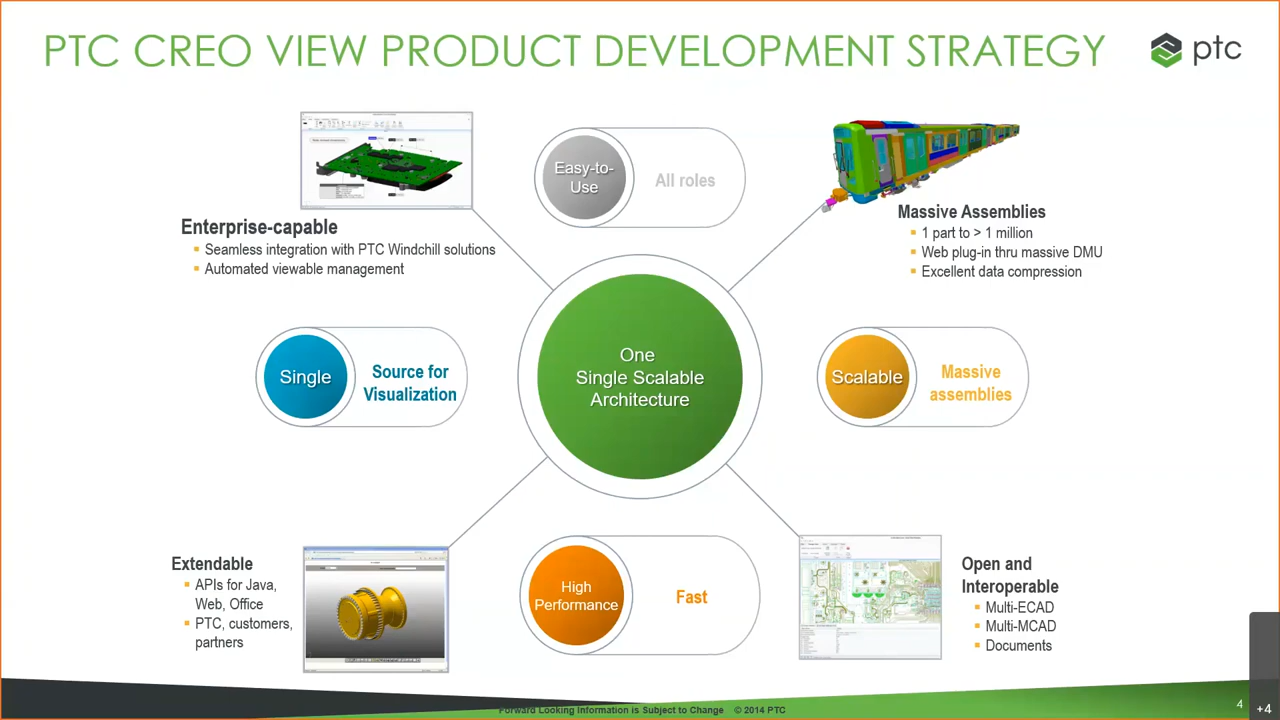 PTC CREO VIEW PRODUCT DEVELOPMENT STRATEGY
ptc
Easy-to-
Use
All roles
Enterprise-capable
Seamless integration with PTC Windchill solutions
Automated viewable management
Massive Assemblies
1 part to > 1 million
Web plug-in thru massive DMU
Excellent data compression
Single
Source for
Visualization
One
Single Scalable
Architecture
Scalable
Massive
assemblies
Extendable
APIs for Java,
Web, Office
PTC, customers,
partners
High
Performance
Fast
Open and
Interoperable
Multi-ECAD
Multi-MCAD
Documents
Forward Looking Information is Subject to Change © 2014 PTC
4
+4